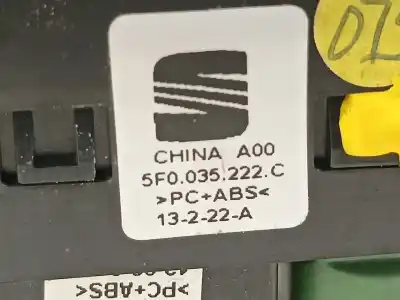 CHINA A00
5F0.035.222.C
>PC+ABS<
13-2-22-A
>PC+ABS<